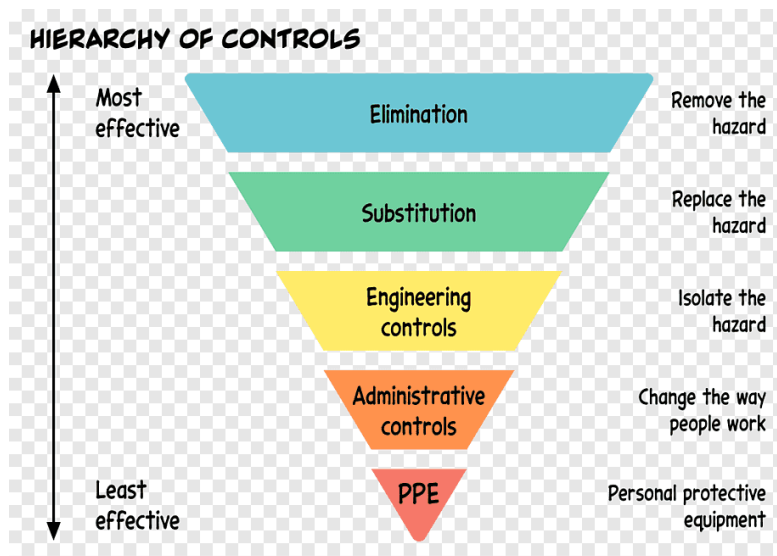 HIERARCHY OF CONTROLS
Most
effective
Elimination
Remove the
hazard
Substitution
Replace the
hazard
Engineering
controls
Isolate the
hazard
Administrative
controls
Change the way
people work
Least
effective
PPE
Personal protective
equipment